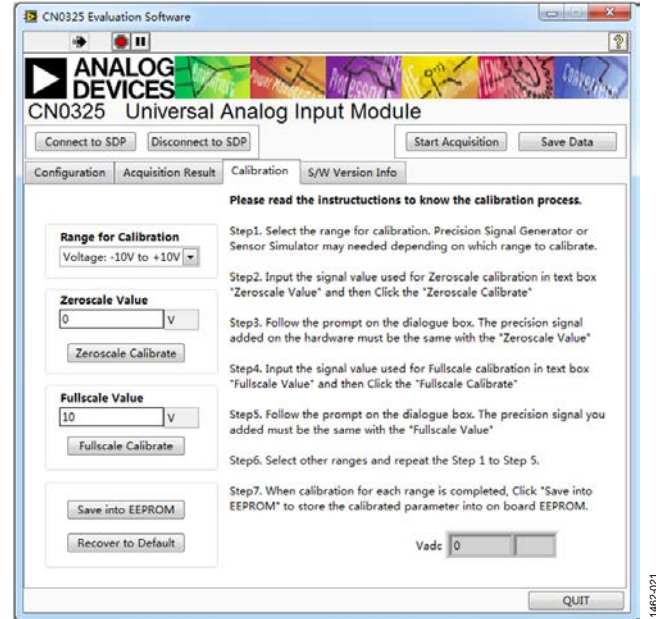 CN0325 Evaluation Software
ANALOG
DEVICES
CN0325 Universal Analog Input Module
Connect to SDP Disconnect to SDP Start Acquisition Save Data
Configuration Acquisition Result Calibration S/W Version Info
Please read the instructuctions to know the calibration process.
Range for Calibration
Voltage: -10V to +10V
Step1. Select the range for calibration. Precision Signal Generator or
Sensor Simulator may needed depending on which range to calibrate.
Step2. Input the signal value used for Zeroscale calibration in text box
"Zeroscale Value" and then Click the "Zeroscale Calibrate"
Zeroscale Value
0 V
Zeroscale Calibrate
Step3. Follow the prompt on the dialogue box. The precision signal
added on the hardware must be the same with the "Zeroscale Value"
Step4. Input the signal value used for Fullscale calibration in text box
"Fullscale Value" and then Click the "Fullscale Calibrate"
Fullscale Value
10 V
Fullscale Calibrate
Step5. Follow the prompt on the dialogue box. The precision signal you
added must be the same with the "Fullscale Value"
Step6. Select other ranges and repeat the Step 1 to Step 5.
Step7. When calibration for each range is completed, Click "Save into
EEPROM" to store the calibrated parameter into on board EEPROM.
Save into EEPROM
Recover to Default
Vadc 0
QUIT
1462-021